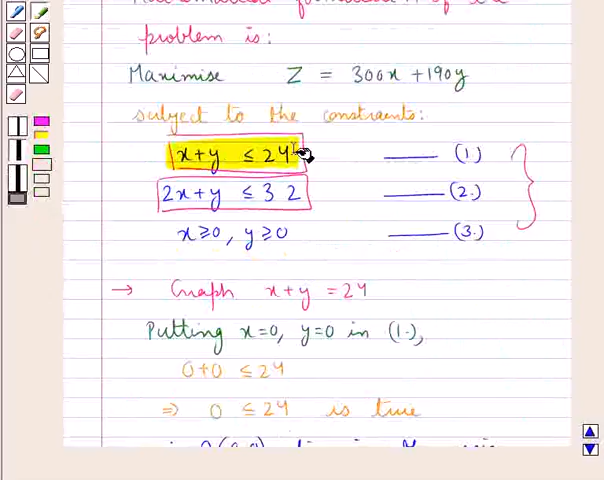 problem is:
Maximise Z = 300x + 190y
subject to the constraints:
x+y ≤ 24 —— (1.)
2x+y ≤ 32 —— (2.)
x≥0, y≥0 —— (3.)
→ Graph x+y = 24
Putting x=0, y=0 in (1.),
0+0 ≤ 24
⇒ 0 ≤ 24 is true